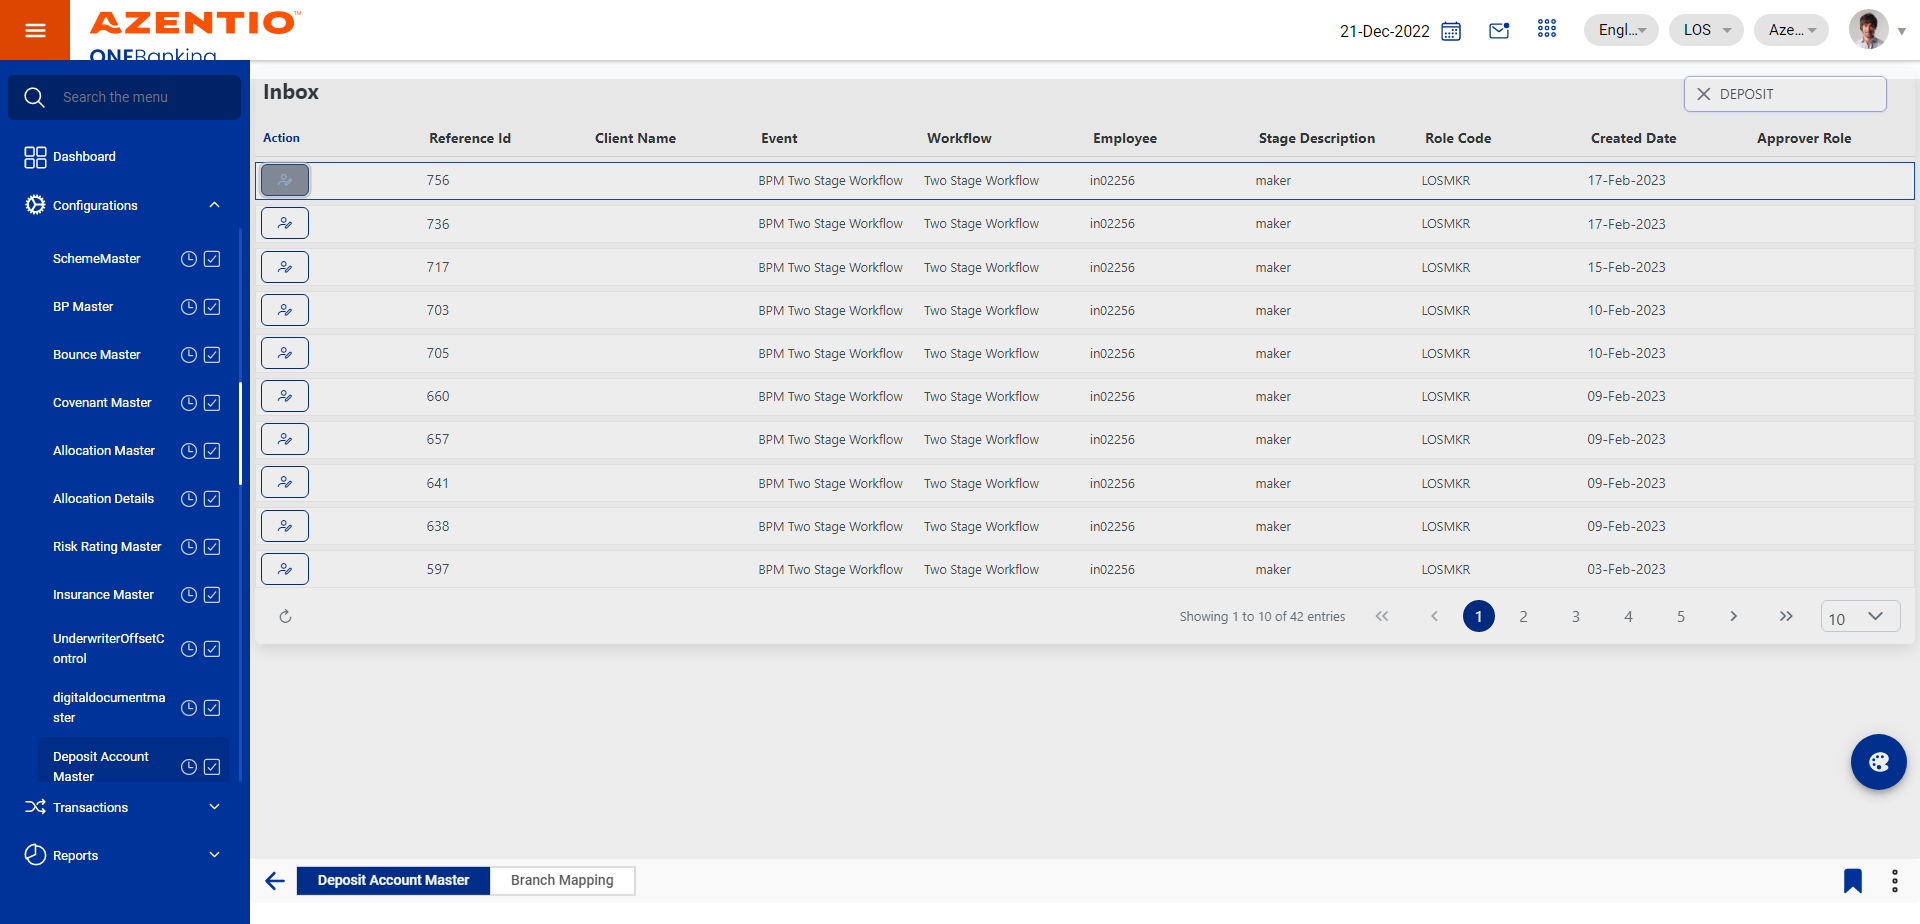 AZENTIO™
ONEBanking
21-Dec-2022
Engl...
LOS
Aze...
Search the menu
Dashboard
Configurations
SchemeMaster
BP Master
Bounce Master
Covenant Master
Allocation Master
Allocation Details
Risk Rating Master
Insurance Master
UnderwriterOffsetC
ontrol
digitaldocumentma
ster
Deposit Account
Master
Transactions
Reports
Inbox
DEPOSIT
Action Reference Id Client Name Event Workflow Employee Stage Description Role Code Created Date Approver Role
756 BPM Two Stage Workflow Two Stage Workflow in02256 maker LOSMKR 17-Feb-2023
736 BPM Two Stage Workflow Two Stage Workflow in02256 maker LOSMKR 17-Feb-2023
717 BPM Two Stage Workflow Two Stage Workflow in02256 maker LOSMKR 15-Feb-2023
703 BPM Two Stage Workflow Two Stage Workflow in02256 maker LOSMKR 10-Feb-2023
705 BPM Two Stage Workflow Two Stage Workflow in02256 maker LOSMKR 10-Feb-2023
660 BPM Two Stage Workflow Two Stage Workflow in02256 maker LOSMKR 09-Feb-2023
657 BPM Two Stage Workflow Two Stage Workflow in02256 maker LOSMKR 09-Feb-2023
641 BPM Two Stage Workflow Two Stage Workflow in02256 maker LOSMKR 09-Feb-2023
638 BPM Two Stage Workflow Two Stage Workflow in02256 maker LOSMKR 09-Feb-2023
597 BPM Two Stage Workflow Two Stage Workflow in02256 maker LOSMKR 03-Feb-2023
Showing 1 to 10 of 42 entries 1 2 3 4 5 10
Deposit Account Master Branch Mapping